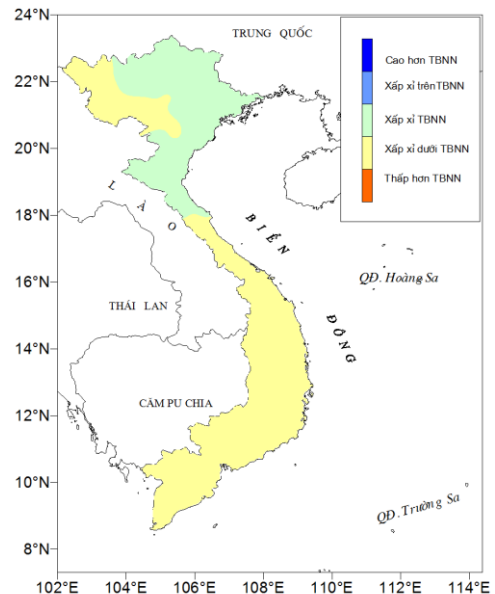 24°N
22°N
20°N
18°N
16°N
14°N
12°N
10°N
8°N
TRUNG QUỐC
Cao hơn TBNN
Xấp xỉ trênTBNN
Xấp xỉ TBNN
Xấp xỉ dưới TBNN
Thấp hơn TBNN
LÀO
BIỂN
ĐÔNG
QĐ. Hoàng Sa
THÁI LAN
CĂM PU CHIA
QĐ. Trường Sa
102°E 104°E 106°E 108°E 110°E 112°E 114°E